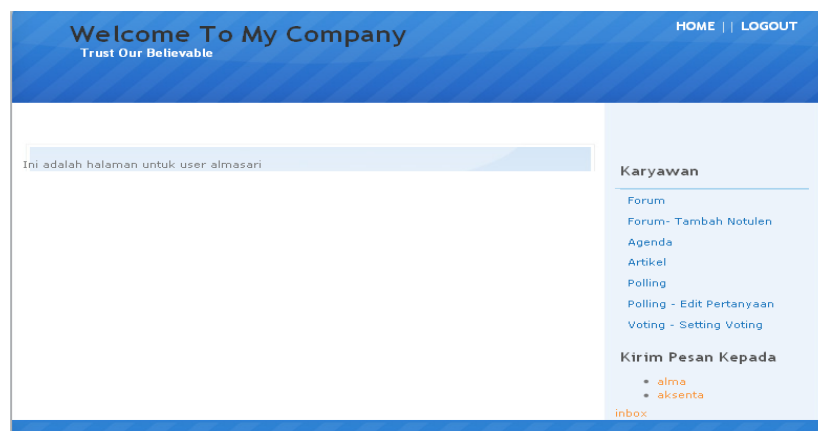 Welcome To My Company
Trust Our Believable
HOME || LOGOUT
Ini adalah halaman untuk user almasari
Karyawan
Forum
Forum- Tambah Notulen
Agenda
Artikel
Polling
Polling - Edit Pertanyaan
Voting - Setting Voting
Kirim Pesan Kepada
alma
aksenta
inbox